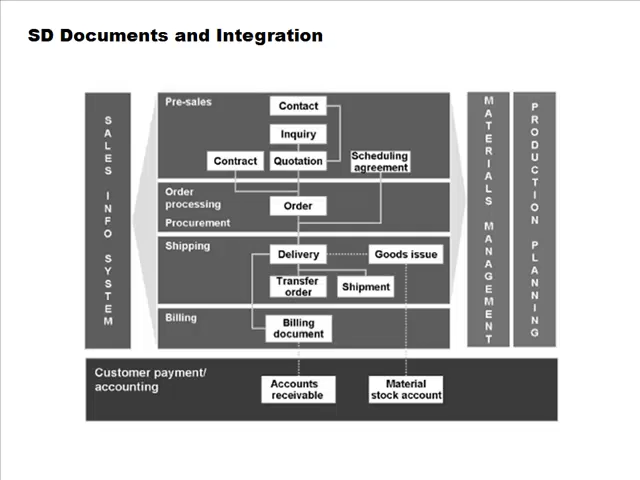 SD Documents and Integration
SALES INFO SYSTEM
Pre-sales
Contact
Inquiry
Contract
Quotation
Scheduling
agreement
Order
processing
Order
Procurement
Shipping
Delivery
Goods issue
Transfer
order
Shipment
Billing
Billing
document
MATERIALS MANAGEMENT
PRODUCTION PLANNING
Customer payment/
accounting
Accounts
receivable
Material
stock account